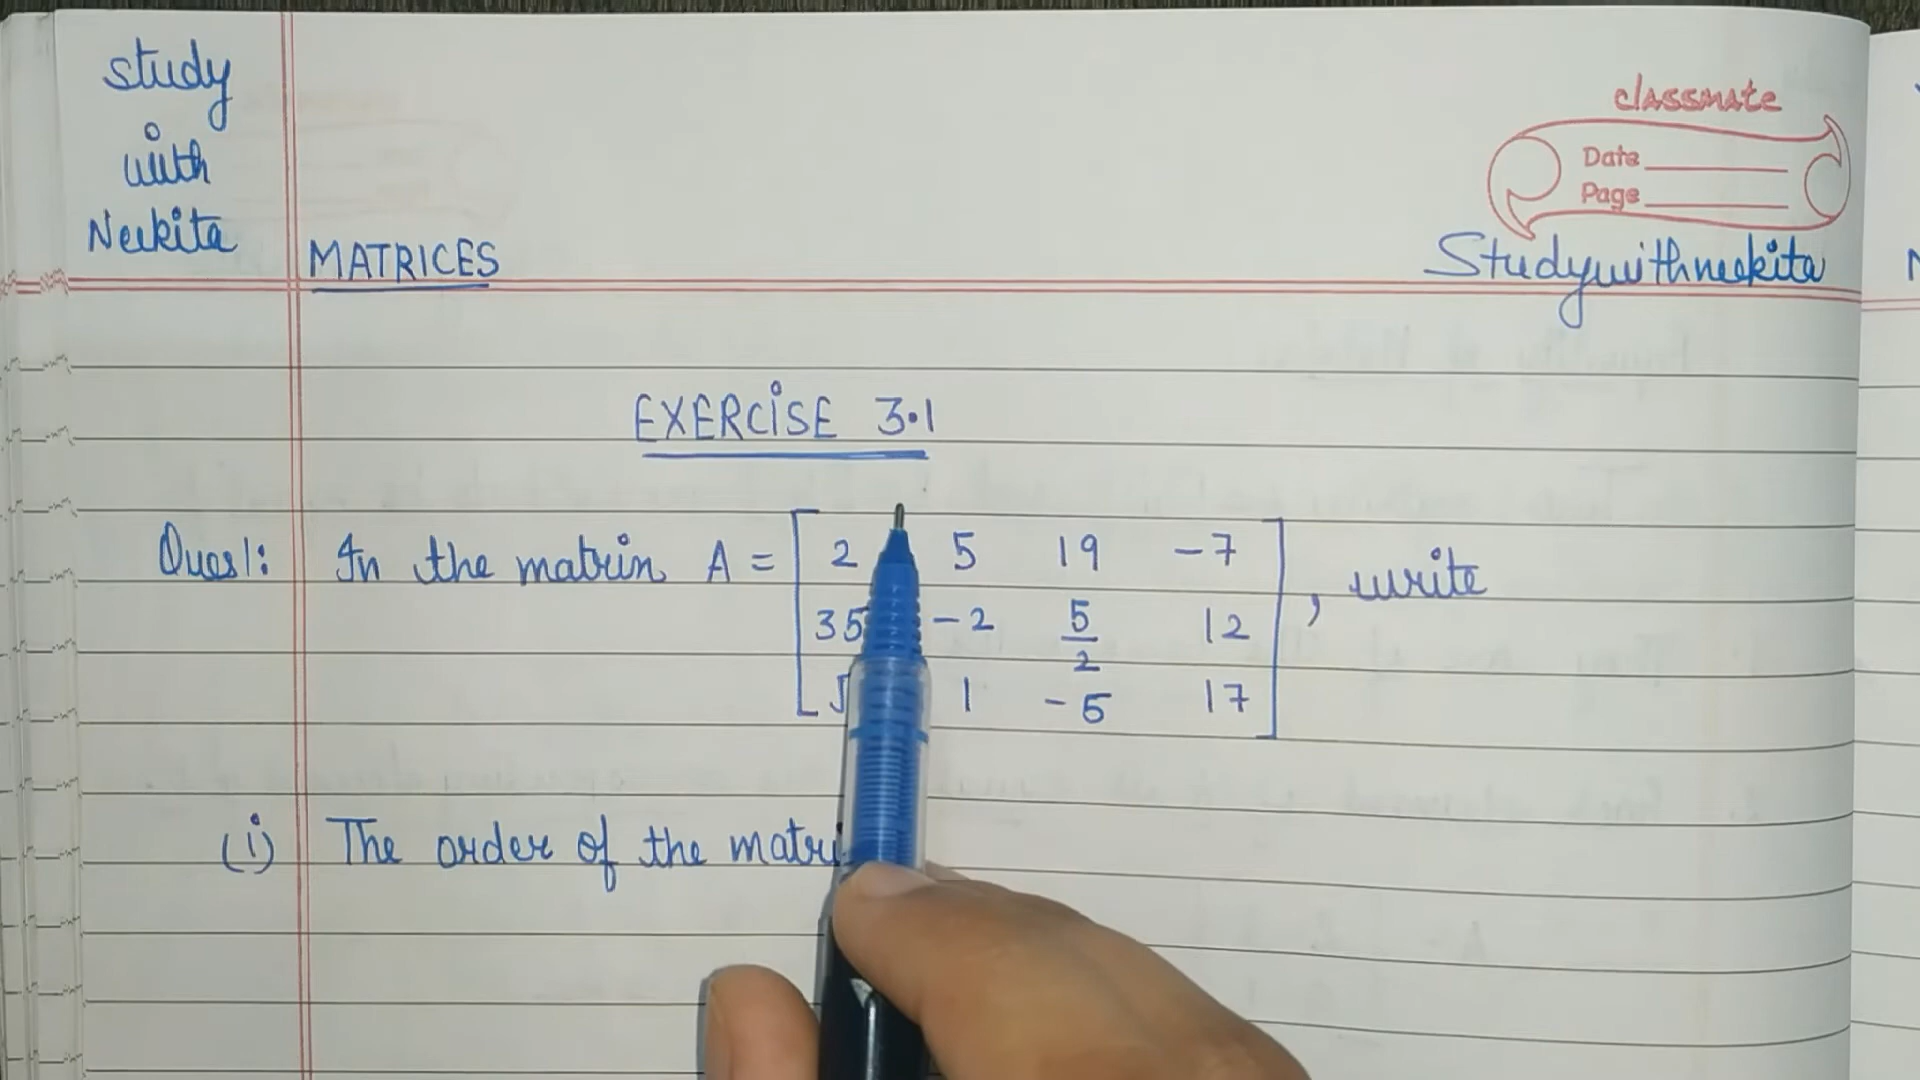 study
with
Neekita
classmate
Date
Page
Studywithneekita
MATRICES
EXERCISE 3.1
Ques1: In the matrix A = [ 2 5 19 -7
35 -2 5/2 12
√ 1 -5 17 ], write
(i) The order of the matri